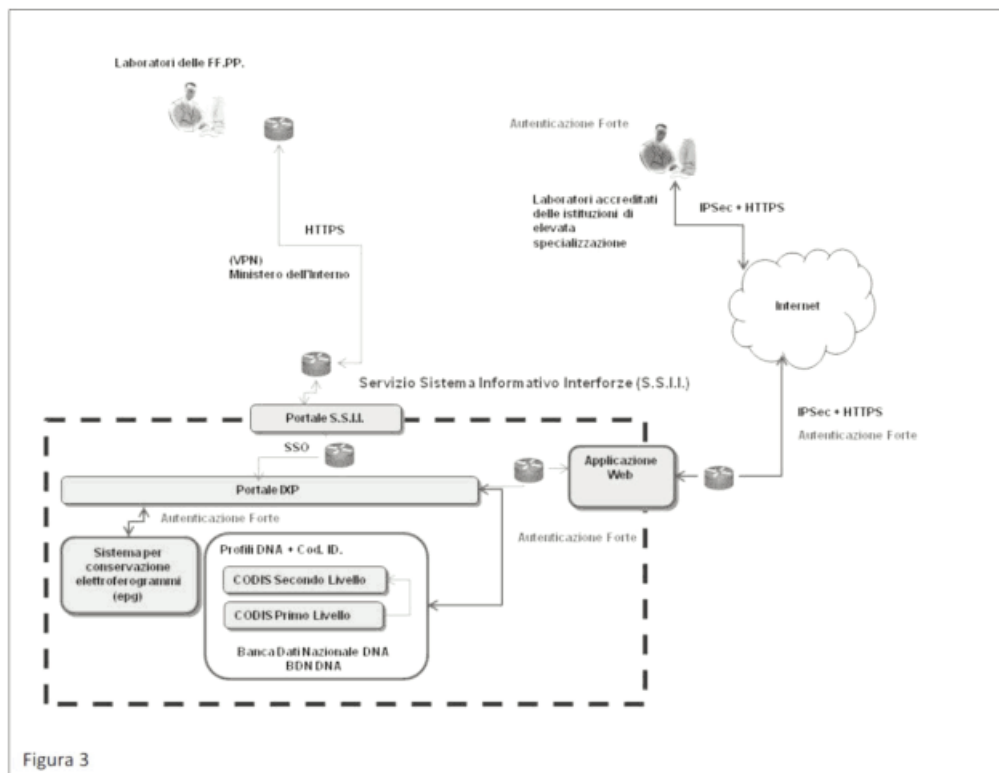 Laboratori delle FF.PP.
Autenticazione Forte
Laboratori accreditati
delle istituzioni di
elevata
specializzazione
IPSec + HTTPS
HTTPS
(VPN)
Ministero dell'Interno
Internet
Servizio Sistema Informativo Interforze (S.S.I.I.)
Portale S.S.I.I.
IPSec + HTTPS
Autenticazione Forte
SSO
Applicazione
Web
Portale IXP
Autenticazione Forte
Autenticazione Forte
Sistema per
conservazione
elettroferogrammi
(epg)
Profili DNA + Cod. ID.
CODIS Secondo Livello
CODIS Primo Livello
Banca Dati Nazionale DNA
BDN DNA
Figura 3